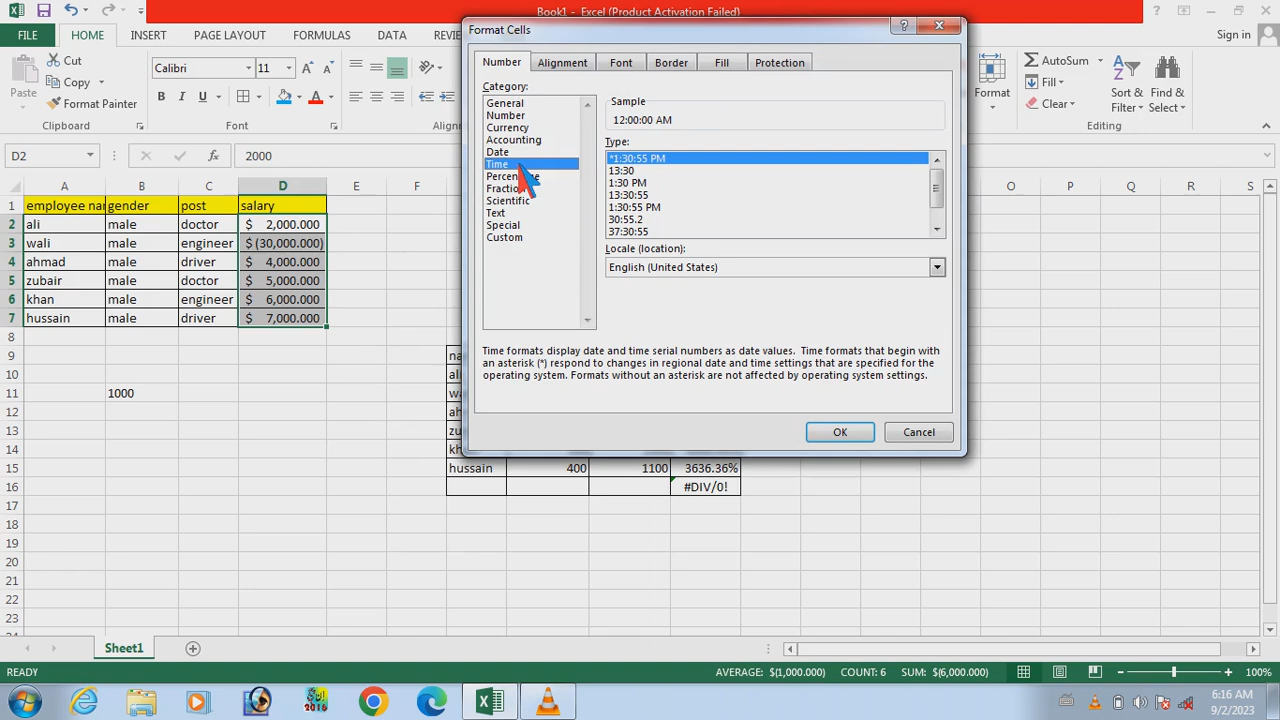 Book1 - Excel (Product Activation Failed)
FILE HOME INSERT PAGE LAYOUT FORMULAS DATA REVIE Sign in
Cut
Copy
Format Painter
Paste
Clipboard
Calibri 11
B I U
Font
Alignm
Format
AutoSum
Fill
Clear
Sort & Filter
Find & Select
Editing
D2 fx 2000
A B C D E F O P Q R S
1 employee nar gender post salary
2 ali male doctor $ 2,000.000
3 wali male engineer $ (30,000.000)
4 ahmad male driver $ 4,000.000
5 zubair male doctor $ 5,000.000
6 khan male engineer $ 6,000.000
7 hussain male driver $ 7,000.000
8
9 na
10 ali
11 1000 wa
12 ah
13 zu
14 kh
15 hussain 400 1100 3636.36%
16 #DIV/0!
17
18
19
20
21
22
23
Format Cells
Number Alignment Font Border Fill Protection
Category:
General
Number
Currency
Accounting
Date
Time
Percentage
Fraction
Scientific
Text
Special
Custom
Sample
12:00:00 AM
Type:
*1:30:55 PM
13:30
1:30 PM
13:30:55
1:30:55 PM
30:55.2
37:30:55
Locale (location):
English (United States)
Time formats display date and time serial numbers as date values. Time formats that begin with
an asterisk (*) respond to changes in regional date and time settings that are specified for the
operating system. Formats without an asterisk are not affected by operating system settings.
OK Cancel
Sheet1
READY AVERAGE: $(1,000.000) COUNT: 6 SUM: $(6,000.000) 100%
6:16 AM
9/2/2023